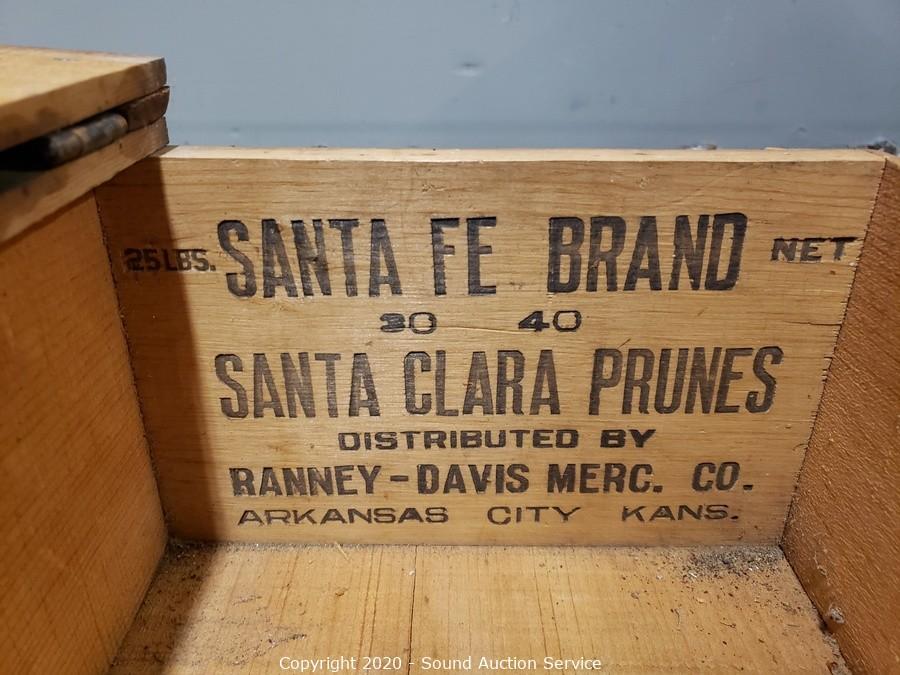 25 LBS. SANTA FE BRAND NET
30 40
SANTA CLARA PRUNES
DISTRIBUTED BY
RANNEY-DAVIS MERC. CO.
ARKANSAS CITY KANS.
Copyright 2020 - Sound Auction Service